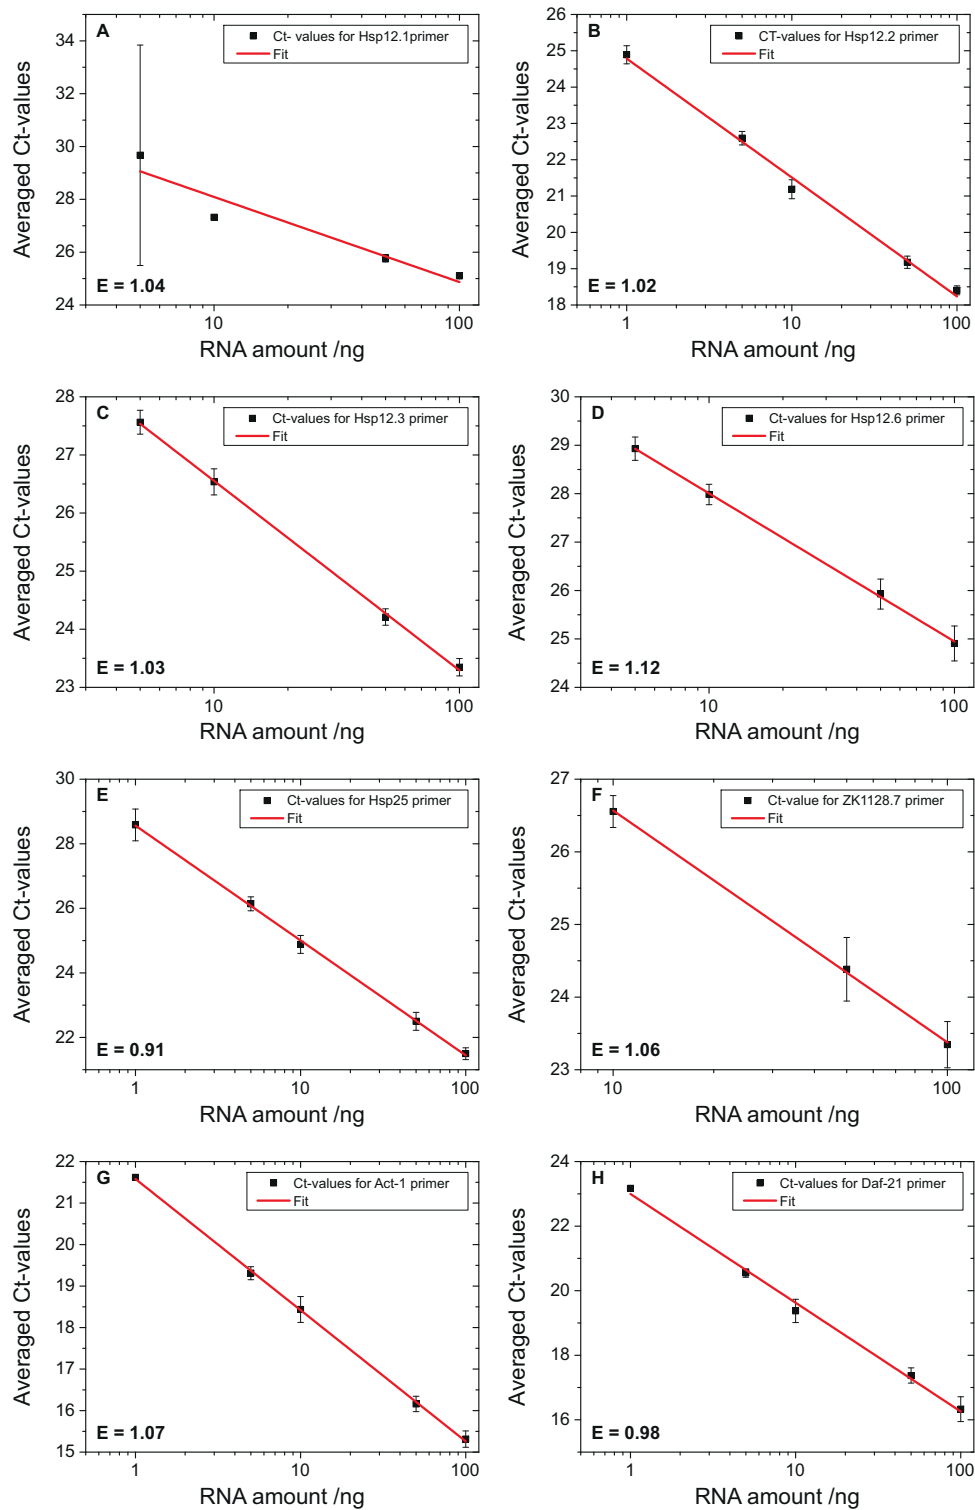 A
Ct- values for Hsp12.1primer
Fit
Averaged Ct-values
34
32
30
28
26
24
E = 1.04
10
100
RNA amount /ng
B
CT-values for Hsp12.2 primer
Fit
Averaged Ct-values
26
25
24
23
22
21
20
19
18
E = 1.02
1
10
100
RNA amount /ng
C
Ct-values for Hsp12.3 primer
Fit
Averaged Ct-values
28
27
26
25
24
23
E = 1.03
10
100
RNA amount /ng
D
Ct-values for Hsp12.6 primer
Fit
Averaged Ct-values
30
29
28
27
26
25
24
E = 1.12
10
100
RNA amount /ng
E
Ct-values for Hsp25 primer
Fit
Averaged Ct-values
30
28
26
24
22
E = 0.91
1
10
100
RNA amount /ng
F
Ct-value for ZK1128.7 primer
Fit
Averaged Ct-values
27
26
25
24
23
E = 1.06
10
100
RNA amount /ng
G
Ct-values for Act-1 primer
Fit
Averaged Ct-values
22
21
20
19
18
17
16
15
E = 1.07
1
10
100
RNA amount /ng
H
Ct-values for Daf-21 primer
Fit
Averaged Ct-values
24
22
20
18
16
E = 0.98
1
10
100
RNA amount /ng